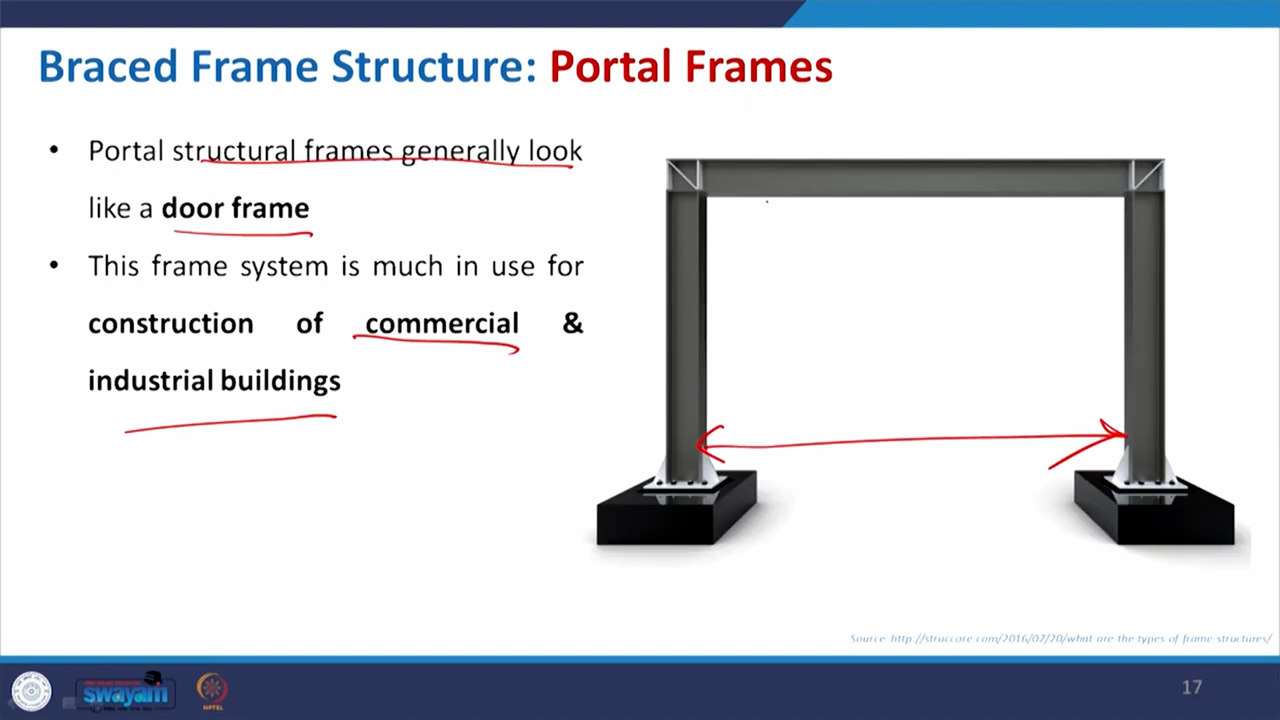 Braced Frame Structure: Portal Frames
• Portal structural frames generally look
like a door frame
• This frame system is much in use for
construction of commercial &
industrial buildings
Source: http://struccore.com/2016/07/20/what-are-the-types-of-frame-structures/
swayam
NPTEL
17